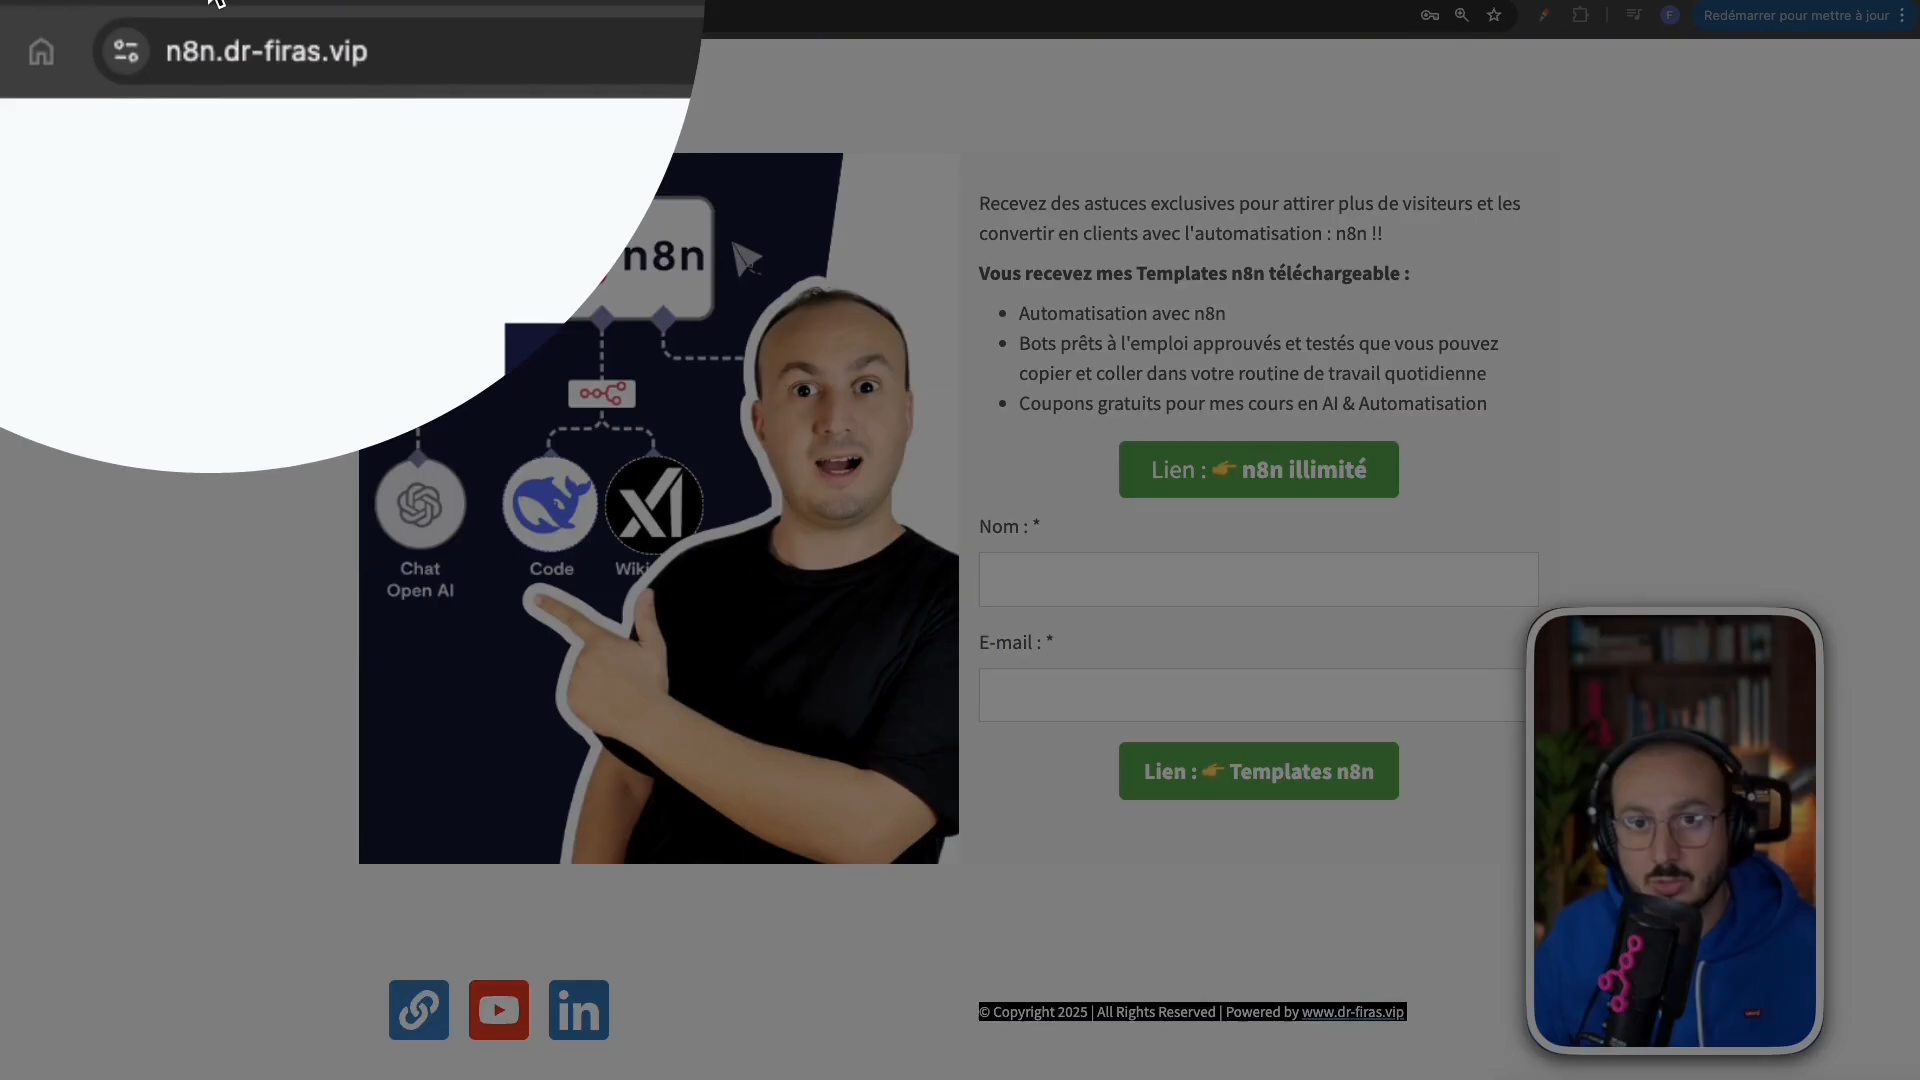 n8n.dr-firas.vip
F
Redémarrer pour mettre à jour
n8n
Chat
Open AI
Code
Recevez des astuces exclusives pour attirer plus de visiteurs et les
convertir en clients avec l'automatisation : n8n !!
Vous recevez mes Templates n8n téléchargeable :
Automatisation avec n8n
Bots prêts à l'emploi approuvés et testés que vous pouvez
copier et coller dans votre routine de travail quotidienne
Coupons gratuits pour mes cours en AI & Automatisation
Lien : 👉 n8n illimité
Nom : *
E-mail : *
Lien : 👉 Templates n8n
in
© Copyright 2025 | All Rights Reserved | Powered by www.dr-firas.vip